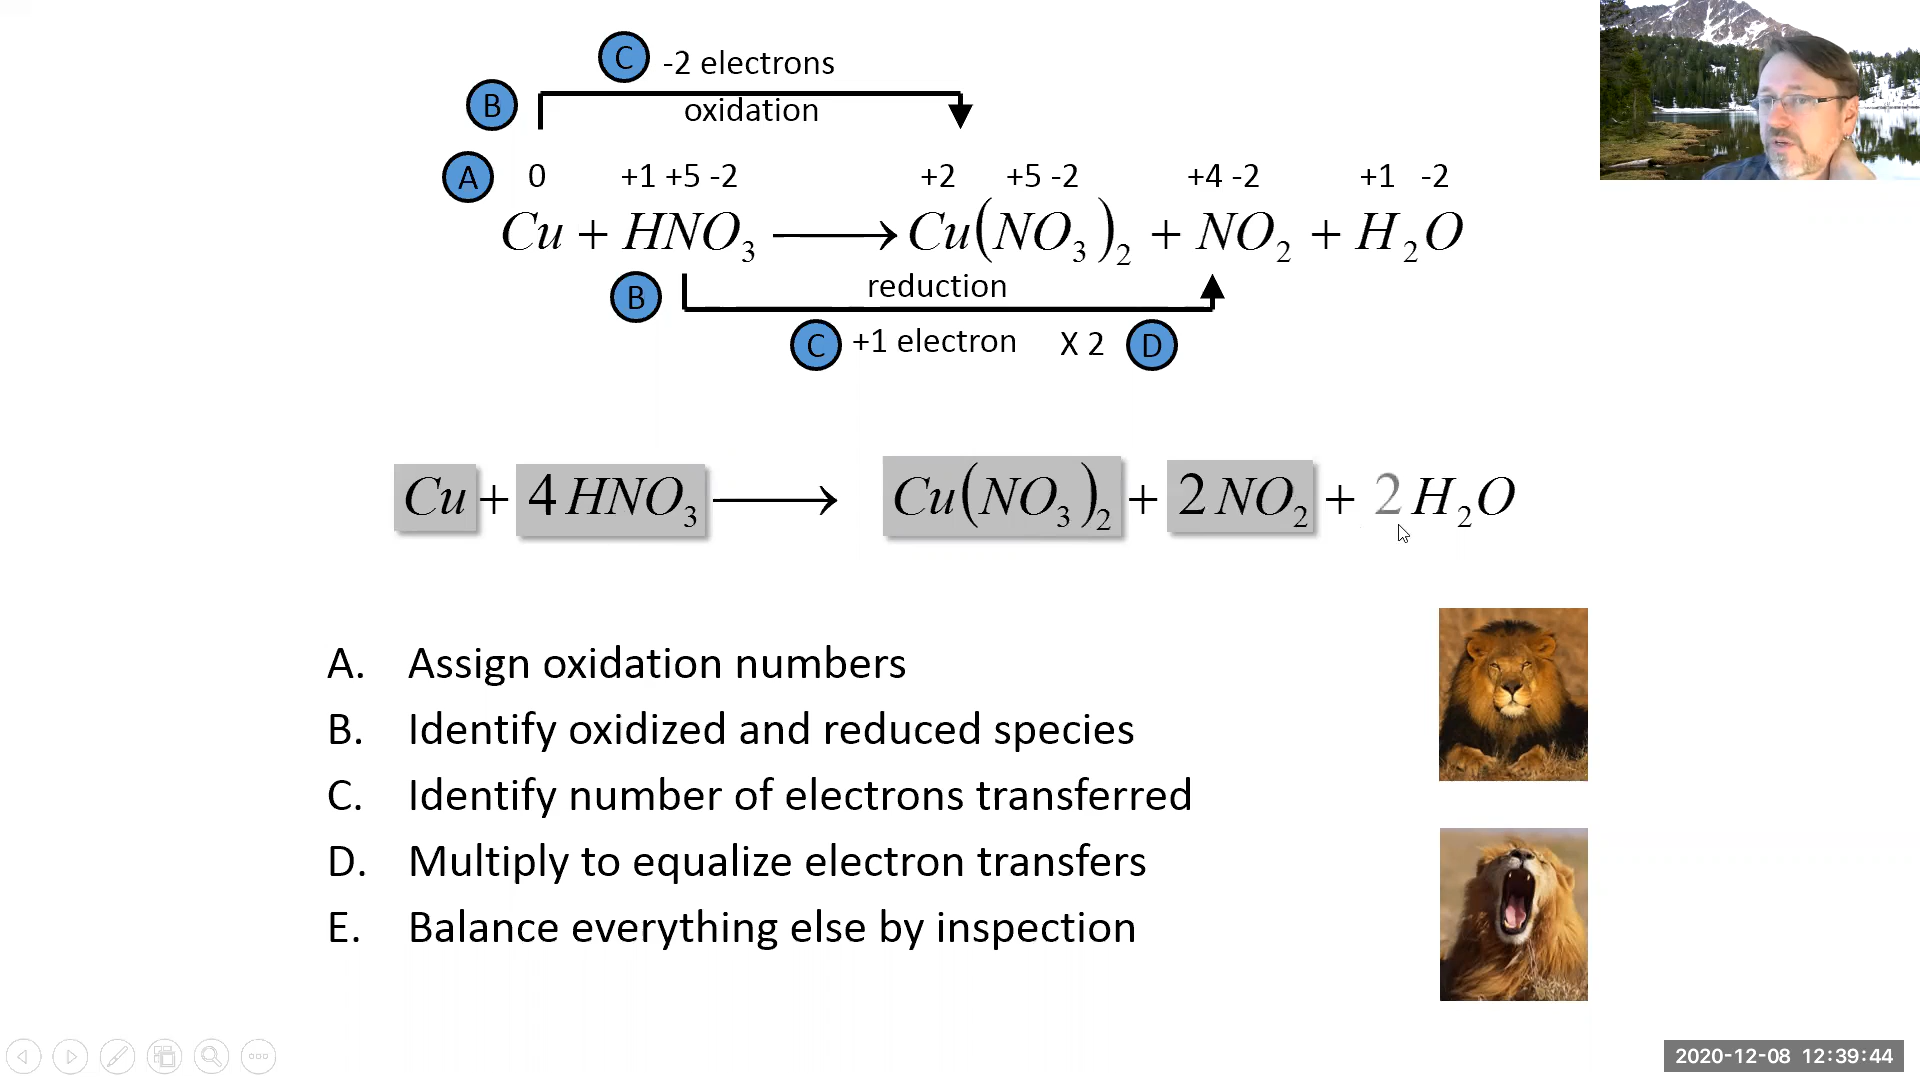 C -2 electrons
B oxidation
A 0 +1 +5 -2 +2 +5 -2 +4 -2 +1 -2
Cu + HNO₃ ⟶ Cu(NO₃)₂ + NO₂ + H₂O
B reduction
C +1 electron X 2 D
Cu + 4 HNO₃ ⟶ Cu(NO₃)₂ + 2 NO₂ + 2 H₂O
A. Assign oxidation numbers
B. Identify oxidized and reduced species
C. Identify number of electrons transferred
D. Multiply to equalize electron transfers
E. Balance everything else by inspection
2020-12-08 12:39:44